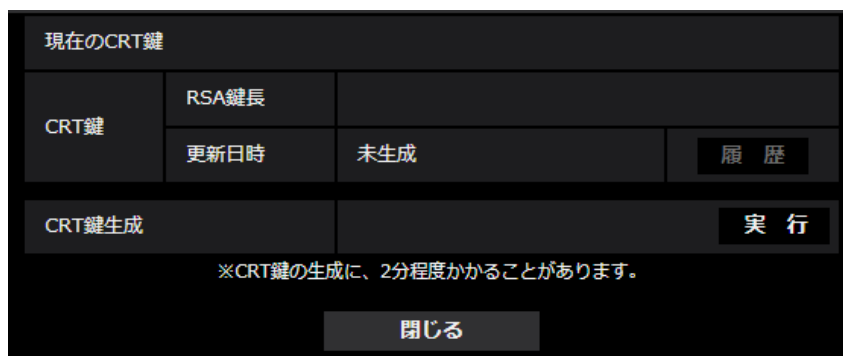 現在のCRT鍵
CRT鍵
RSA鍵長
更新日時 未生成 履 歴
CRT鍵生成 実 行
※CRT鍵の生成に、2分程度かかることがあります。
閉じる